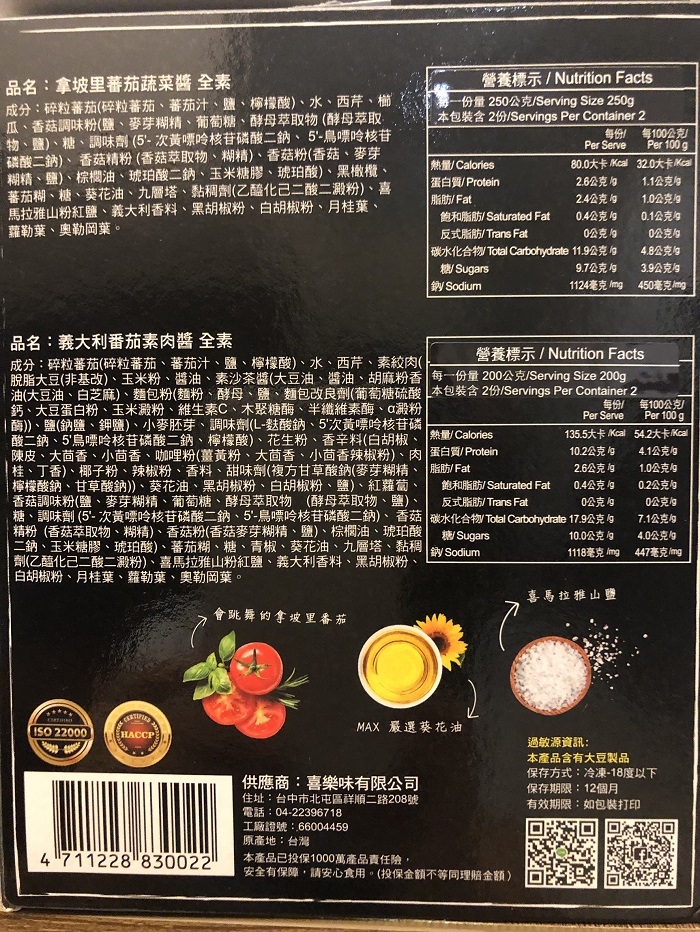 品名：拿坡里蕃茄蔬菜醬 全素
成分：碎粒蕃茄(碎粒蕃茄、蕃茄汁、鹽、檸檬酸)、水、西芹、櫛
瓜、香菇調味粉(鹽、麥芽糊精、葡萄糖、酵母萃取物 (酵母萃取
物、鹽)、糖、調味劑 (5'- 次黃嘌呤核苷磷酸二鈉、 5'-鳥嘌呤核苷
磷酸二鈉)、香菇精粉 (香菇萃取物、糊精)、香菇粉(香菇、麥芽
糊精、鹽)、棕櫚油、琥珀酸二鈉、玉米糖膠、琥珀酸)、黑橄欖、
蕃茄糊、糖、葵花油、九層塔、黏稠劑(乙醯化己二酸二澱粉)、喜
馬拉雅山粉紅鹽、義大利香料、黑胡椒粉、白胡椒粉、月桂葉、
蘿勒葉、奧勒岡葉。
營養標示 / Nutrition Facts
每一份量 250公克/Serving Size 250g
本包裝含 2份/Servings Per Container 2
每份/ 每100公克/
Per Serve Per 100 g
熱量/ Calories 80.0大卡 /Kcal 32.0大卡 /Kcal
蛋白質/ Protein 2.6公克 /g 1.1公克/g
脂肪/ Fat 2.4公克 /g 1.0公克/g
飽和脂肪/ Saturated Fat 0.4公克 /g 0.1公克/g
反式脂肪/ Trans Fat 0公克 /g 0公克/g
碳水化合物/ Total Carbohydrate 11.9公克 /g 4.8公克/g
糖/ Sugars 9.7公克 /g 3.9公克/g
鈉/ Sodium 1124毫克 /mg 450毫克/mg
品名：義大利番茄素肉醬 全素
成分：碎粒蕃茄(碎粒蕃茄、蕃茄汁、鹽、檸檬酸)、水、西芹、素絞肉(
脫脂大豆(非基改)、玉米粉、醬油、素沙茶醬(大豆油、醬油、胡麻粉香
油(大豆油、白芝麻)、麵包粉(麵粉、酵母、鹽、麵包改良劑(葡萄糖硫酸
鈣、大豆蛋白粉、玉米澱粉、維生素C、木聚糖酶、半纖維素酶、α澱粉
酶))、鹽(鈉鹽、鉀鹽)、小麥胚芽、調味劑(L-麩酸鈉、5'次黃嘌呤核苷磷
酸二鈉、5'鳥嘌呤核苷磷酸二鈉、檸檬酸)、花生粉、香辛料(白胡椒、
陳皮、大茴香、小茴香、咖哩粉(薑黃粉、大茴香、小茴香辣椒粉)、肉
桂、丁香)、椰子粉、辣椒粉、香料、甜味劑(複方甘草酸鈉(麥芽糊精、
檸檬酸鈉、甘草酸鈉))、葵花油、黑胡椒粉、白胡椒粉、鹽)、紅蘿蔔、
香菇調味粉(鹽、麥芽糊精、葡萄糖、酵母萃取物 (酵母萃取物、鹽)、
糖、調味劑 (5'- 次黃嘌呤核苷磷酸二鈉、5'-鳥嘌呤核苷磷酸二鈉)、香菇
精粉 (香菇萃取物、糊精)、香菇粉(香菇麥芽糊精、鹽)、棕櫚油、琥珀酸
二鈉、玉米糖膠、琥珀酸)、蕃茄糊、糖、青椒、葵花油、九層塔、黏稠
劑(乙醯化己二酸二澱粉)、喜馬拉雅山粉紅鹽、義大利香料、黑胡椒粉、
白胡椒粉、月桂葉、蘿勒葉、奧勒岡葉。
營養標示 / Nutrition Facts
每一份量 200公克/Serving Size 200g
本包裝含 2份/Servings Per Container 2
每份/ 每100公克/
Per Serve Per 100 g
熱量/ Calories 135.5大卡 /Kcal 54.2大卡 /Kcal
蛋白質/ Protein 10.2公克 /g 4.1公克/g
脂肪/ Fat 2.6公克 /g 1.0公克/g
飽和脂肪/ Saturated Fat 0.4公克 /g 0.2公克/g
反式脂肪/ Trans Fat 0公克 /g 0公克/g
碳水化合物/ Total Carbohydrate 17.9公克 /g 7.1公克/g
糖/ Sugars 10.0公克 /g 4.0公克/g
鈉/ Sodium 1118毫克 /mg 447毫克/mg
會跳舞的拿坡里番茄
喜馬拉雅山鹽
MAX 嚴選葵花油
CERTIFIED
ISO 22000
CERTIFIED
HACCP
過敏源資訊：
本產品含有大豆製品
保存方式：冷凍-18度以下
保存期限：12個月
有效期限：如包裝打印
供應商：喜樂味有限公司
住址：台中市北屯區祥順二路208號
電話：04-22396718
工廠證號：66004459
原產地：台灣
本產品已投保1000萬產品責任險，
安全有保障，請安心食用。(投保金額不等同理賠金額)
4 711228 830022